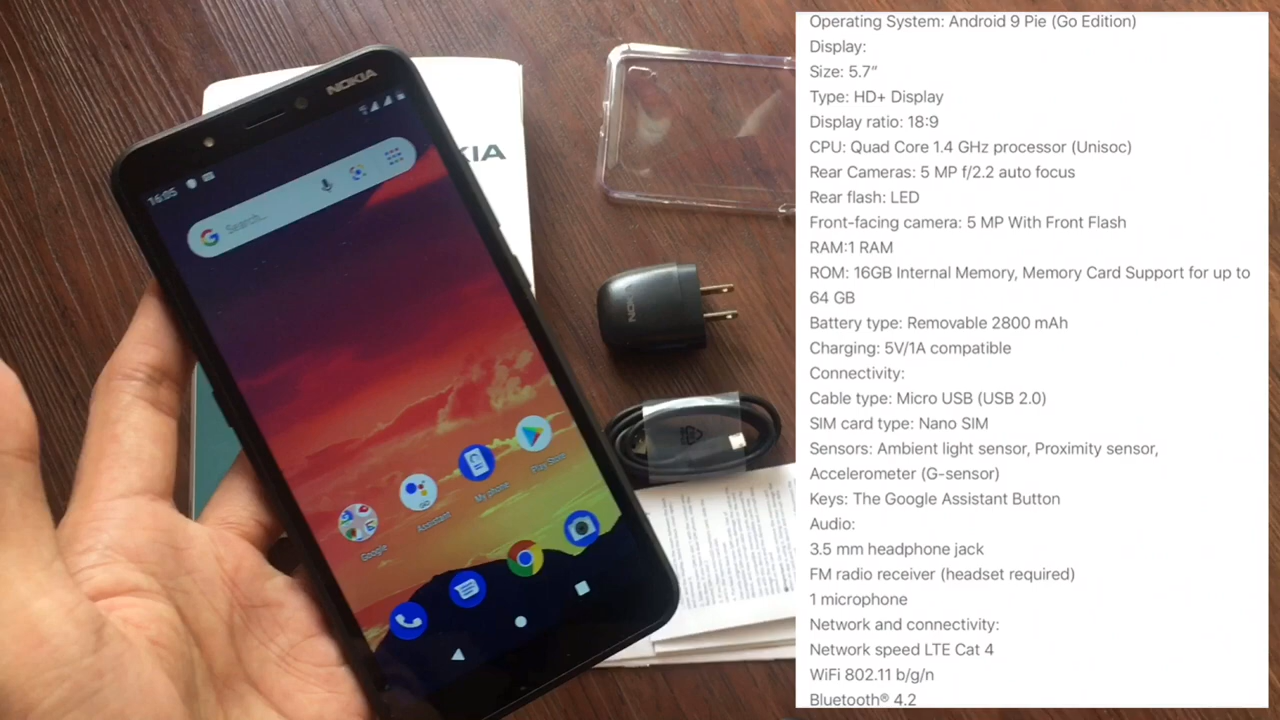 NOKIA
16:05
Search...
Google
Assistant
GO
My phone
Play Store
KIA
NOKIA
Operating System: Android 9 Pie (Go Edition)
Display:
Size: 5.7”
Type: HD+ Display
Display ratio: 18:9
CPU: Quad Core 1.4 GHz processor (Unisoc)
Rear Cameras: 5 MP f/2.2 auto focus
Rear flash: LED
Front-facing camera: 5 MP With Front Flash
RAM:1 RAM
ROM: 16GB Internal Memory, Memory Card Support for up to
64 GB
Battery type: Removable 2800 mAh
Charging: 5V/1A compatible
Connectivity:
Cable type: Micro USB (USB 2.0)
SIM card type: Nano SIM
Sensors: Ambient light sensor, Proximity sensor,
Accelerometer (G-sensor)
Keys: The Google Assistant Button
Audio:
3.5 mm headphone jack
FM radio receiver (headset required)
1 microphone
Network and connectivity:
Network speed LTE Cat 4
WiFi 802.11 b/g/n
Bluetooth® 4.2